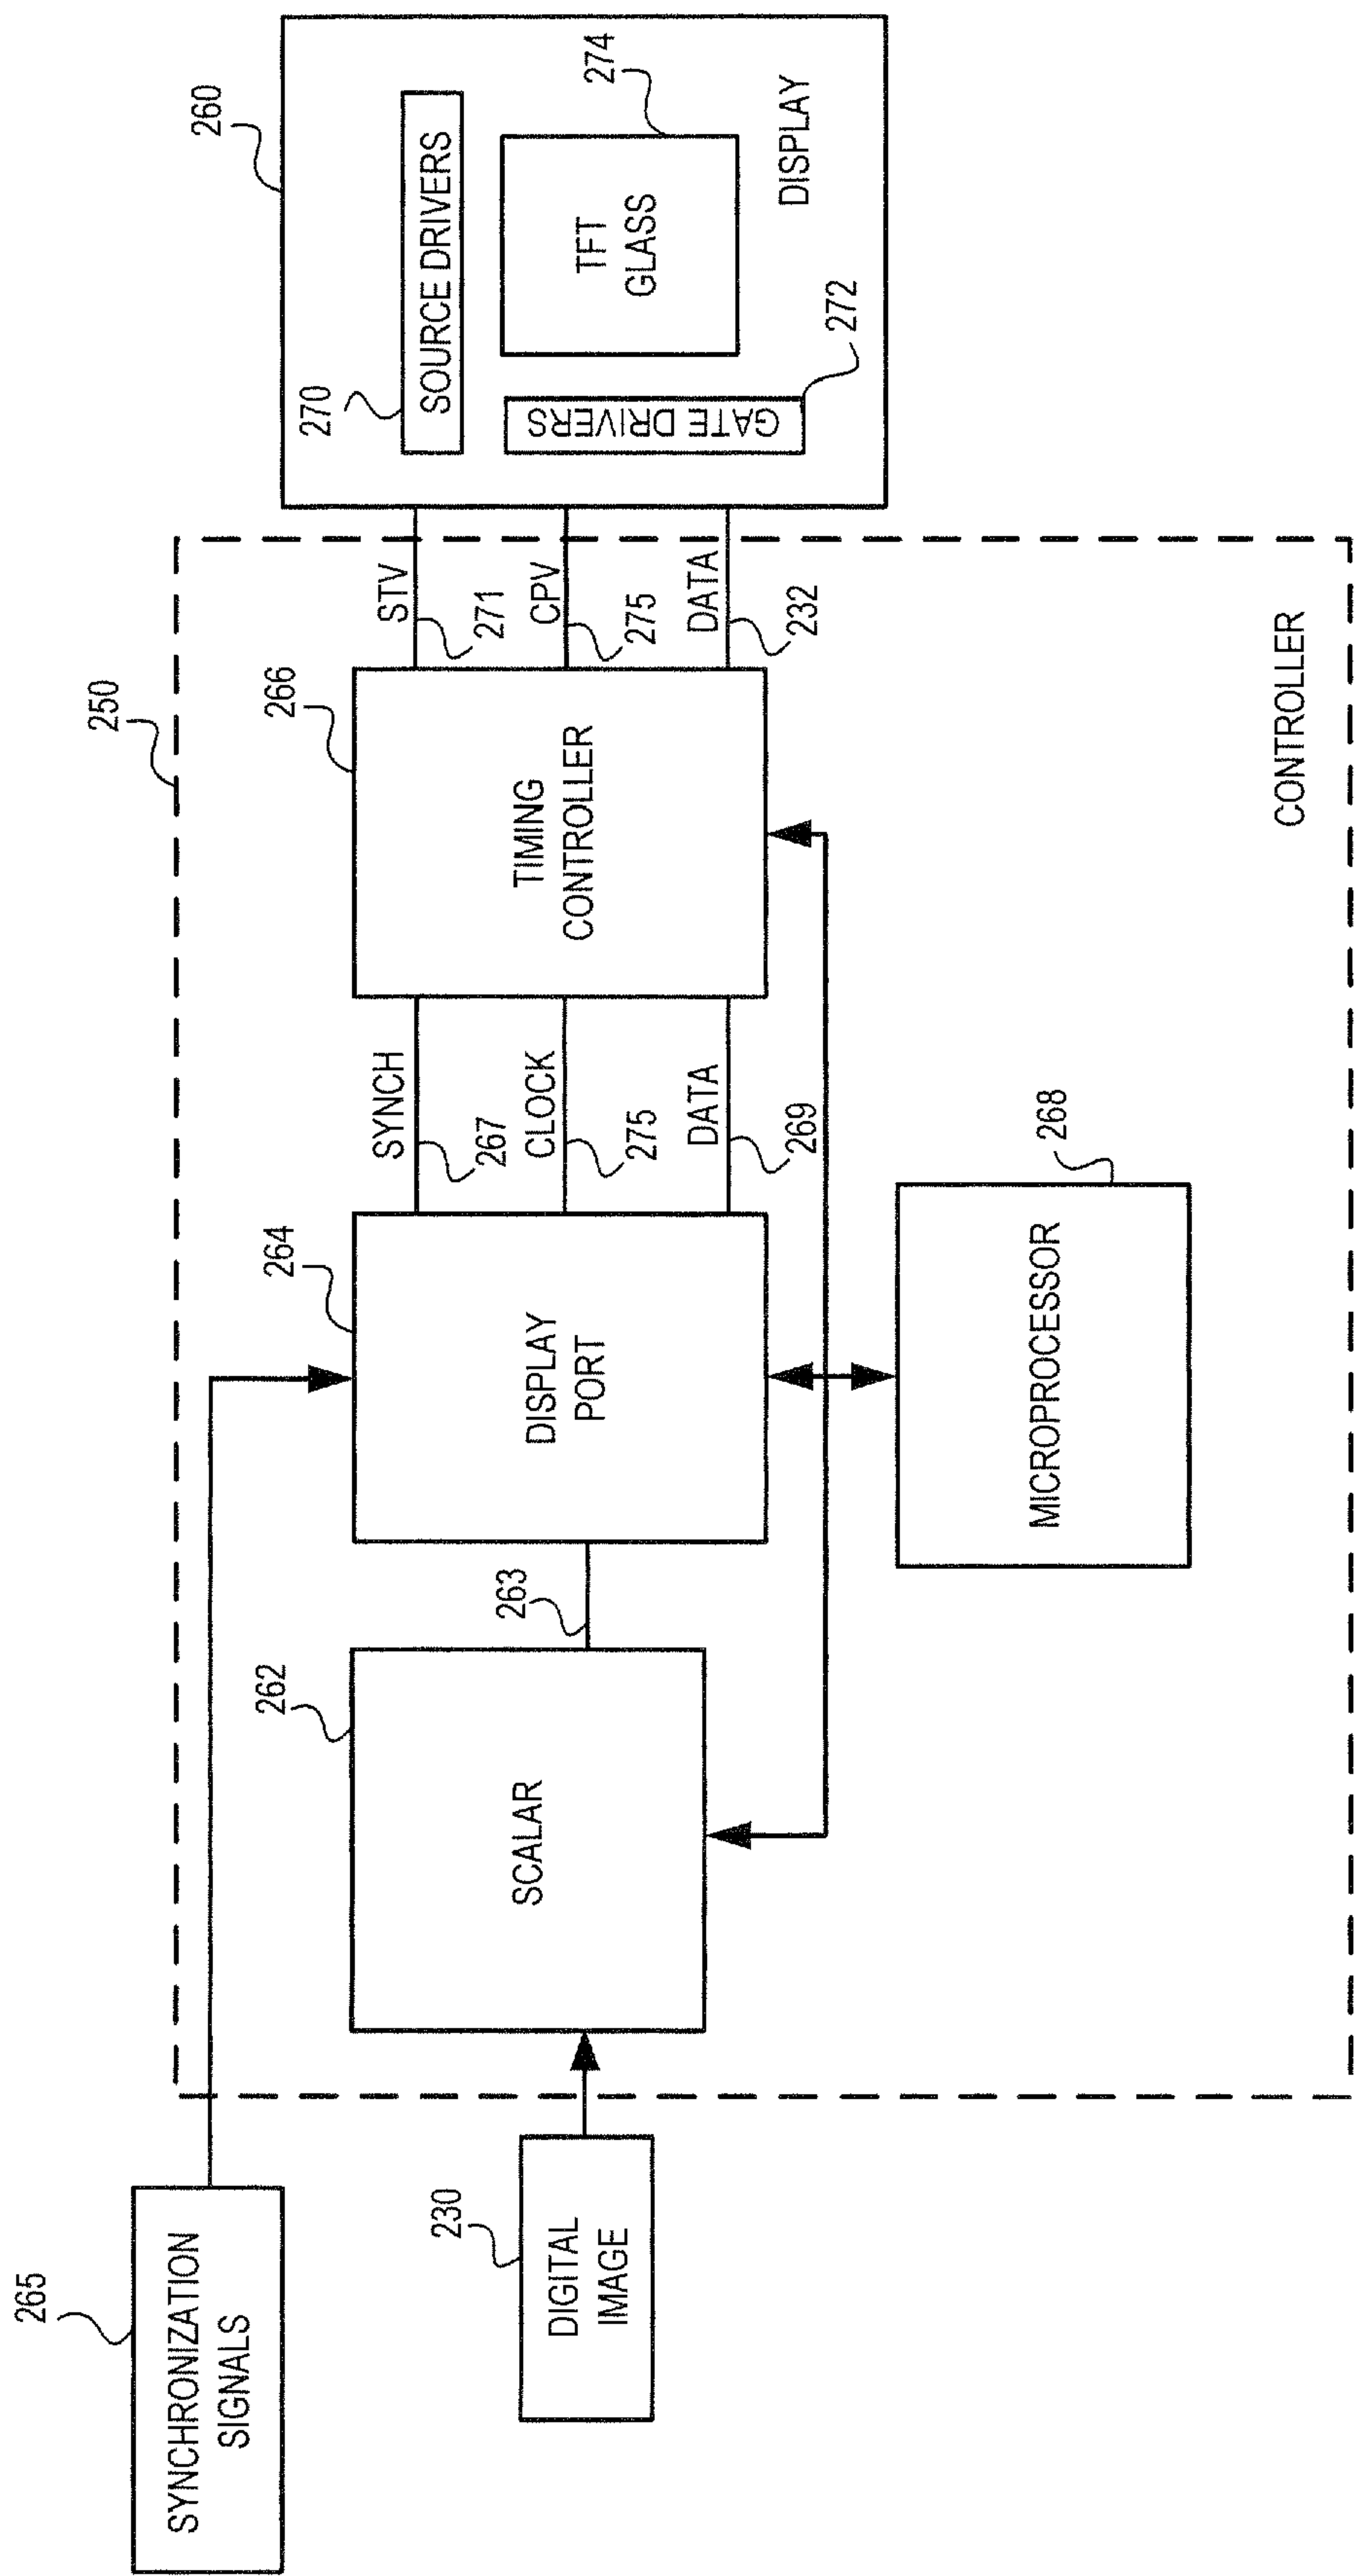 265
SYNCHRONIZATION
SIGNALS
230
DIGITAL
IMAGE
250
262
SCALAR
263
264
DISPLAY
PORT
SYNCH
267
CLOCK
275
DATA
269
266
TIMING
CONTROLLER
STV
271
CPV
275
DATA
232
MICROPROCESSOR
268
CONTROLLER
260
270
SOURCE DRIVERS
GATE DRIVERS
272
TFT
GLASS
274
DISPLAY